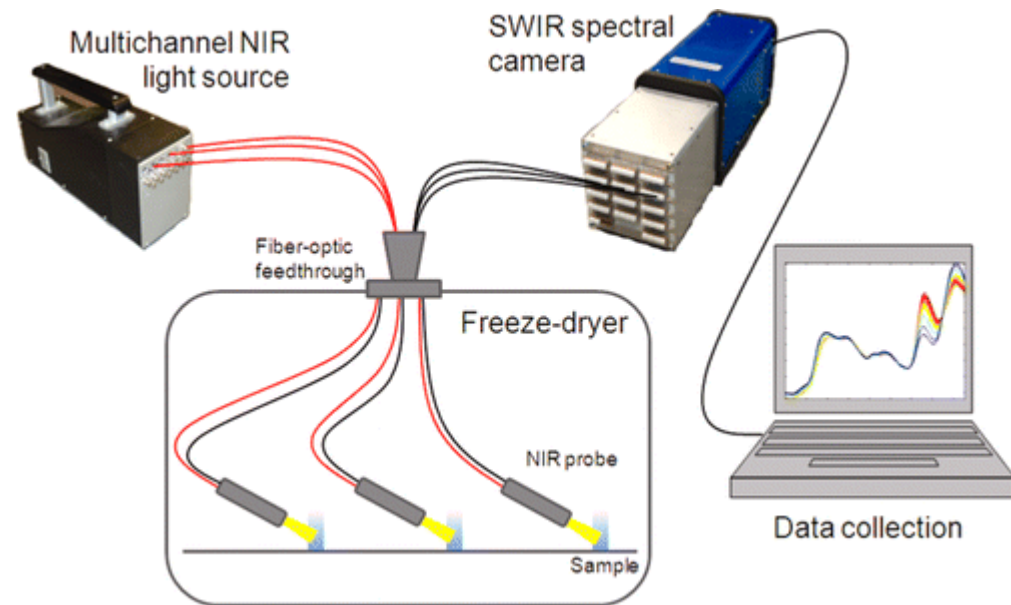 Multichannel NIR
light source
SWIR spectral
camera
Fiber-optic
feedthrough
Freeze-dryer
NIR probe
Sample
Data collection